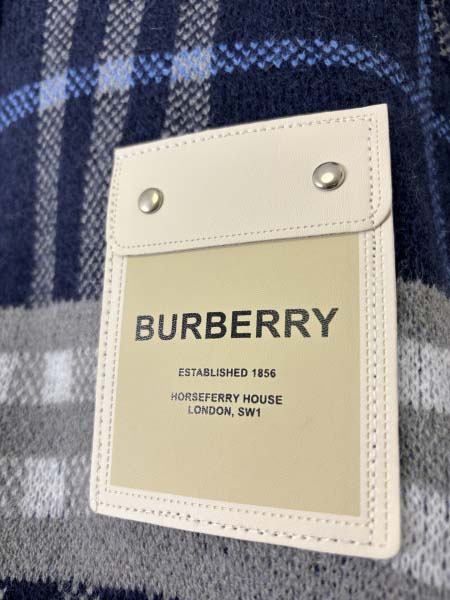 BURBERRY
ESTABLISHED 1856
HORSEFERRY HOUSE
LONDON, SW1